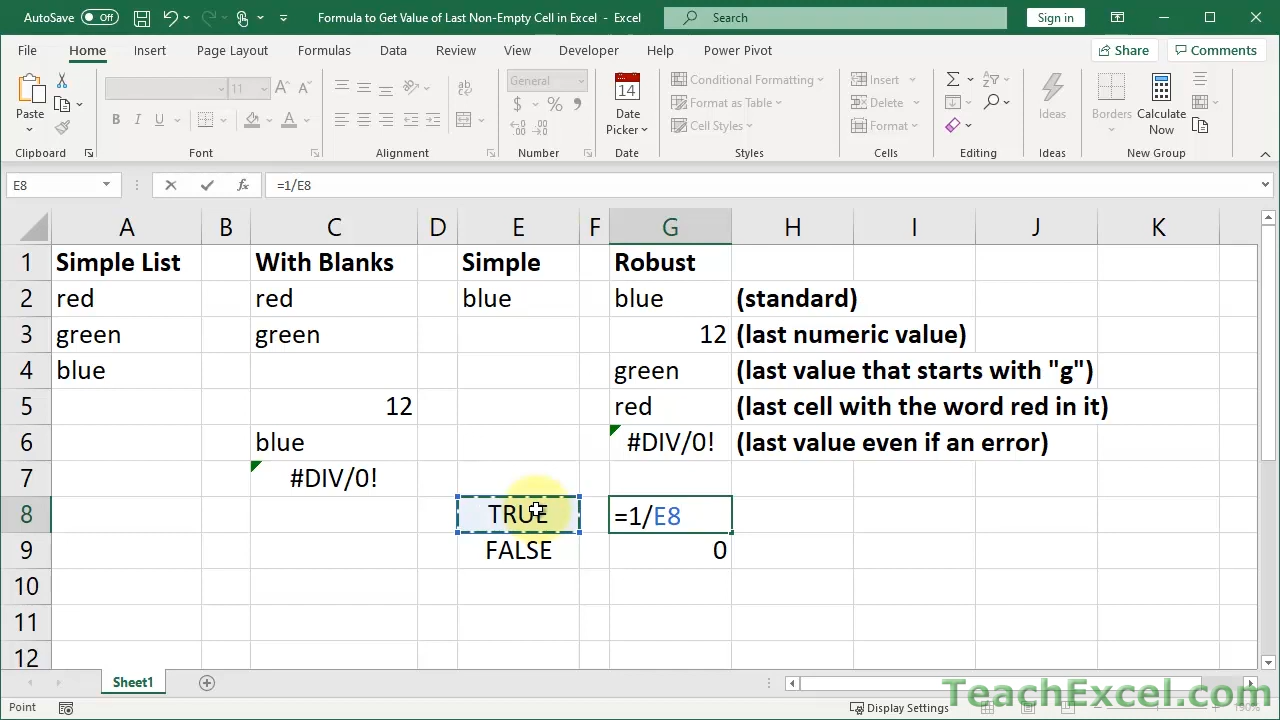 AutoSave Off Formula to Get Value of Last Non-Empty Cell in Excel - Excel Search Sign in
File Home Insert Page Layout Formulas Data Review View Developer Help Power Pivot Share Comments
Paste 11 General Date Picker Conditional Formatting Insert Ideas Borders Calculate Now
14
Format as Table Delete
Cell Styles Format
Clipboard Font Alignment Number Date Styles Cells Editing Ideas New Group
E8 fx =1/E8
A B C D E F G H I J K
1 Simple List With Blanks Simple Robust
2 red red blue blue (standard)
3 green green 12 (last numeric value)
4 blue green (last value that starts with "g")
5 12 red (last cell with the word red in it)
6 blue #DIV/0! (last value even if an error)
7 #DIV/0!
8 TRUE =1/E8
9 FALSE 0
10
11
12
Sheet1
Point Display Settings 190%
TeachExcel.com